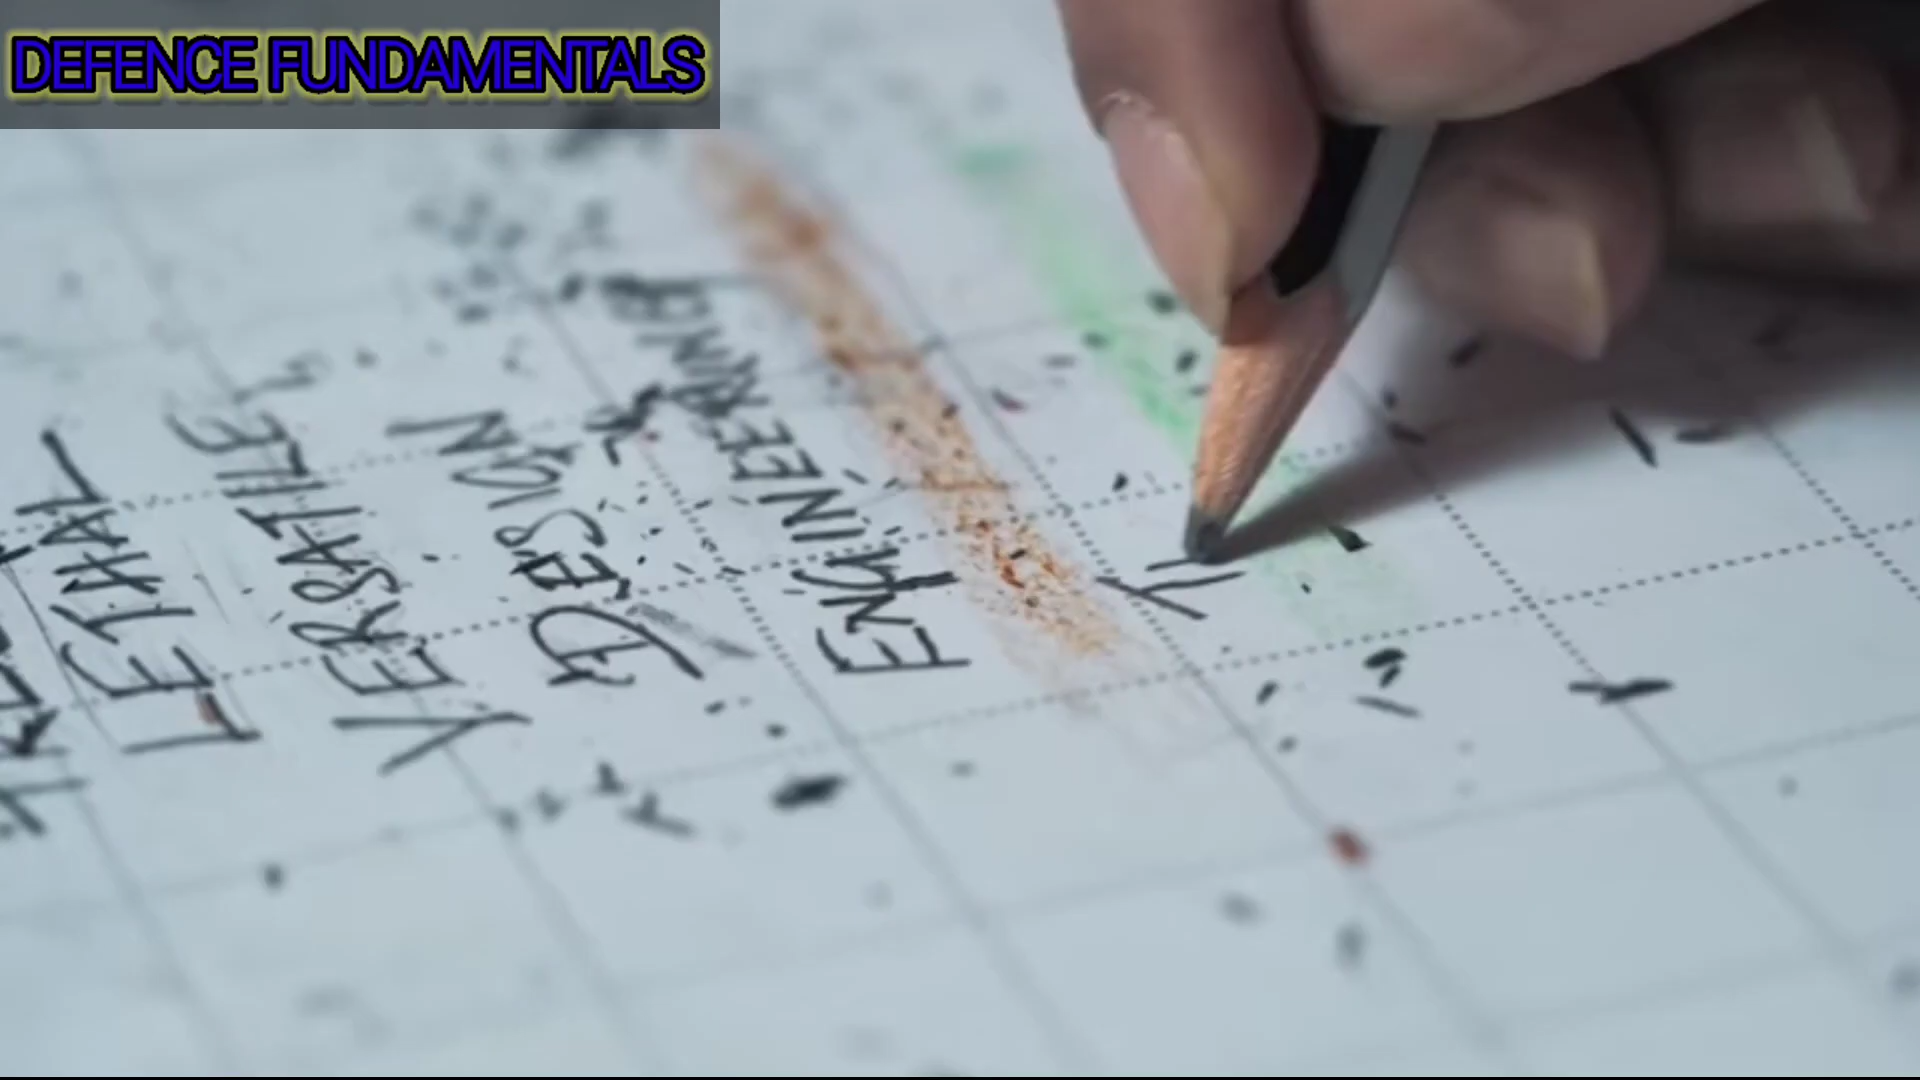 DEFENCE FUNDAMENTALS
LETHAL
VERSATILE
DESIGN
ENGINEERING